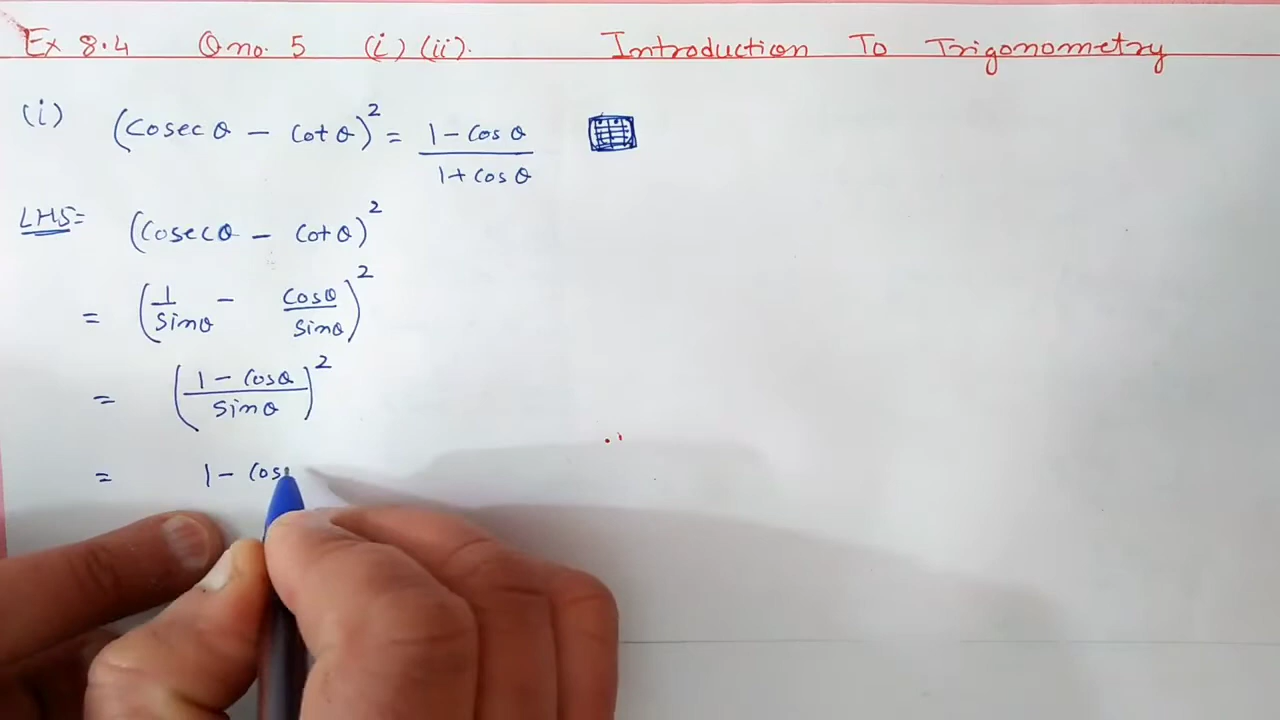 Ex 8.4 Q no. 5 (i) (ii). Introduction To Trigonometry
(i) (Cosec θ - Cot θ)² = 1 - Cos θ / 1 + Cos θ
LHS = (Cosec θ - Cot θ)²
= (1/Sin θ - Cos θ/Sin θ)²
= (1 - Cos θ / Sin θ)²
= 1 - Cos